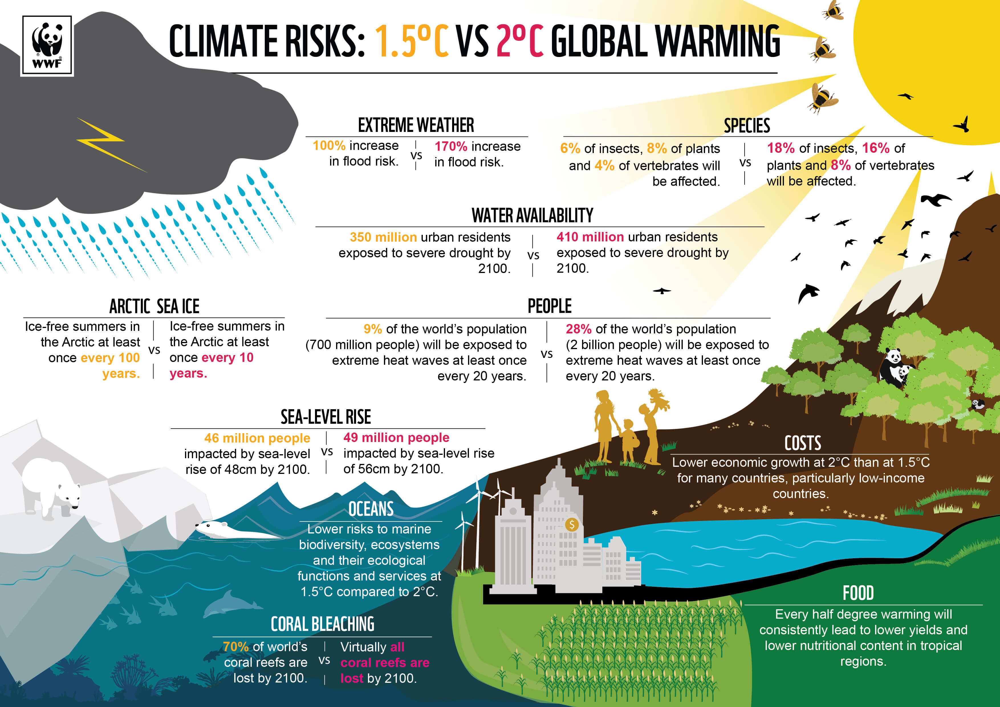 WWF
CLIMATE RISKS: 1.5ºC VS 2ºC GLOBAL WARMING
EXTREME WEATHER
100% increase
in flood risk.
vs
170% increase
in flood risk.
SPECIES
6% of insects, 8% of plants
and 4% of vertebrates will
be affected.
vs
18% of insects, 16% of
plants and 8% of vertebrates
will be affected.
WATER AVAILABILITY
350 million urban residents
exposed to severe drought by
2100.
vs
410 million urban residents
exposed to severe drought by
2100.
ARCTIC SEA ICE
Ice-free summers in
the Arctic at least
once every 100
years.
vs
Ice-free summers in
the Arctic at least
once every 10
years.
PEOPLE
9% of the world’s population
(700 million people) will be exposed to
extreme heat waves at least once
every 20 years.
vs
28% of the world’s population
(2 billion people) will be exposed to
extreme heat waves at least once
every 20 years.
SEA-LEVEL RISE
46 million people
impacted by sea-level
rise of 48cm by 2100.
vs
49 million people
impacted by sea-level rise
of 56cm by 2100.
COSTS
Lower economic growth at 2°C than at 1.5°C
for many countries, particularly low-income
countries.
OCEANS
Lower risks to marine
biodiversity, ecosystems
and their ecological
functions and services at
1.5°C compared to 2°C.
$
CORAL BLEACHING
70% of world’s
coral reefs are
lost by 2100.
vs
Virtually all
coral reefs are
lost by 2100.
FOOD
Every half degree warming will
consistently lead to lower yields and
lower nutritional content in tropical
regions.